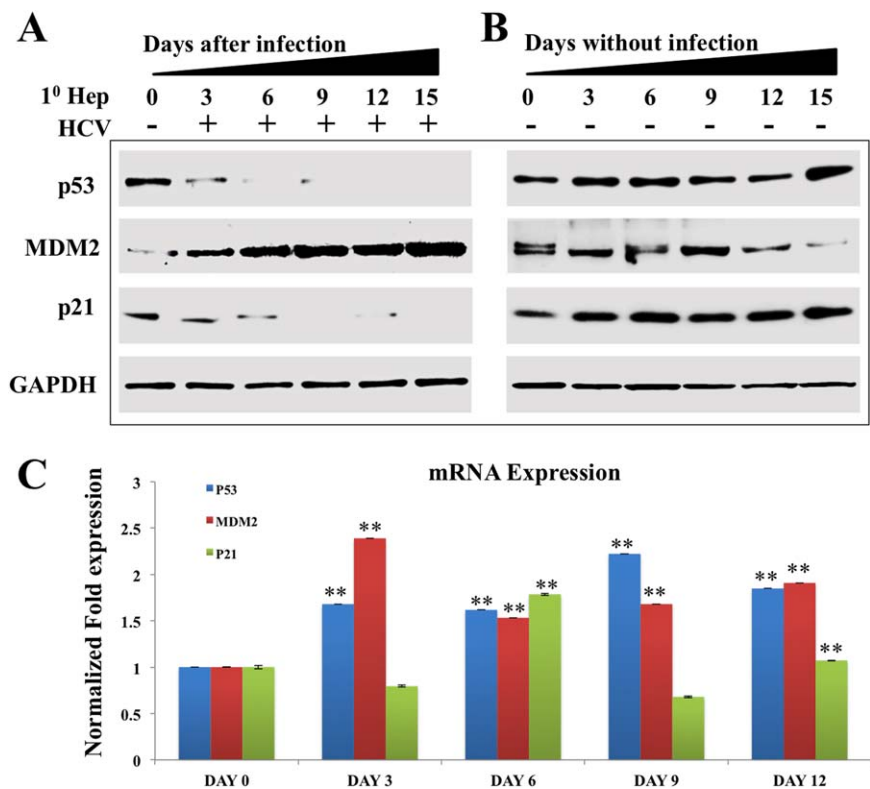 A
Days after infection
1⁰ Hep 0 3 6 9 12 15
HCV - + + + + +
B
Days without infection
0 3 6 9 12 15
- - - - - -
p53
MDM2
p21
GAPDH
C
mRNA Expression
Normalized Fold expression
3
2.5
2
1.5
1
0.5
0
P53
MDM2
P21
** **
** ** **
** **
** ** **
DAY 0 DAY 3 DAY 6 DAY 9 DAY 12